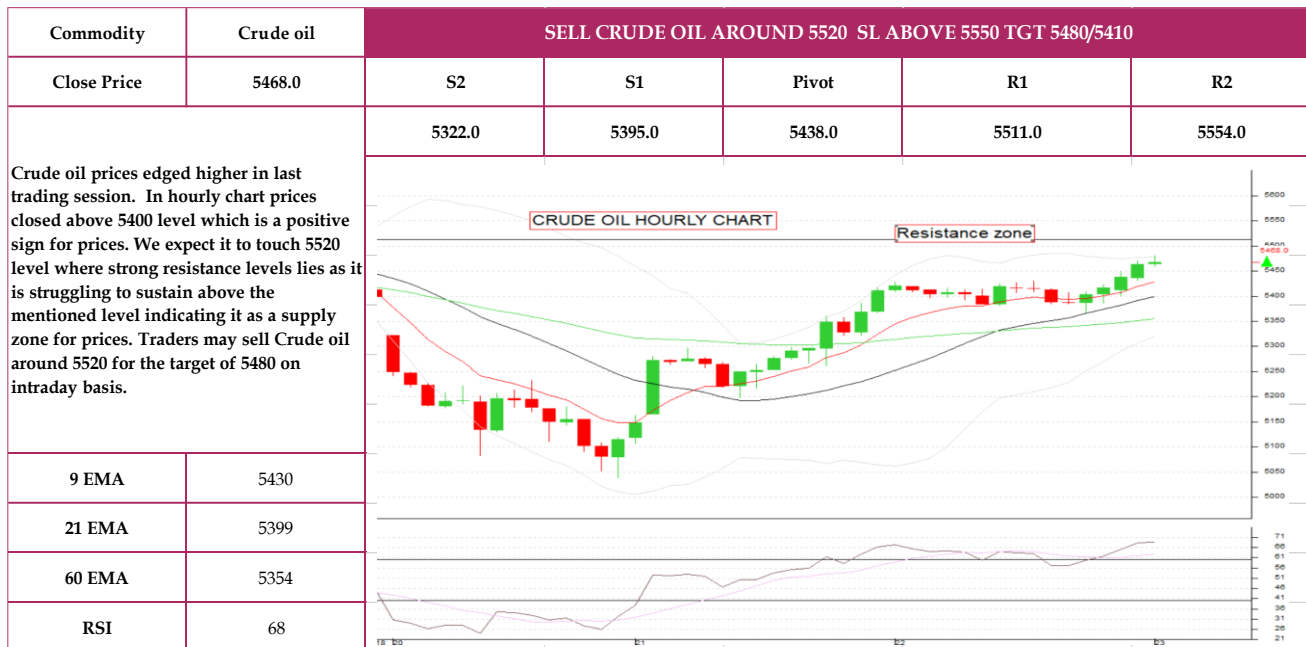 Commodity Crude oil SELL CRUDE OIL AROUND 5520 SL ABOVE 5550 TGT 5480/5410
Close Price 5468.0 S2 S1 Pivot R1 R2
5322.0 5395.0 5438.0 5511.0 5554.0
Crude oil prices edged higher in last
trading session. In hourly chart prices
closed above 5400 level which is a positive
sign for prices. We expect it to touch 5520
level where strong resistance levels lies as it
is struggling to sustain above the
mentioned level indicating it as a supply
zone for prices. Traders may sell Crude oil
around 5520 for the target of 5480 on
intraday basis.
9 EMA 5430
21 EMA 5399
60 EMA 5354
RSI 68
CRUDE OIL HOURLY CHART
Resistance zone
5600
5550
5500
5468.0
5450
5400
5350
5300
5250
5200
5150
5100
5050
5000
71
66
61
56
51
46
41
36
31
26
21
18 20 21 22 23